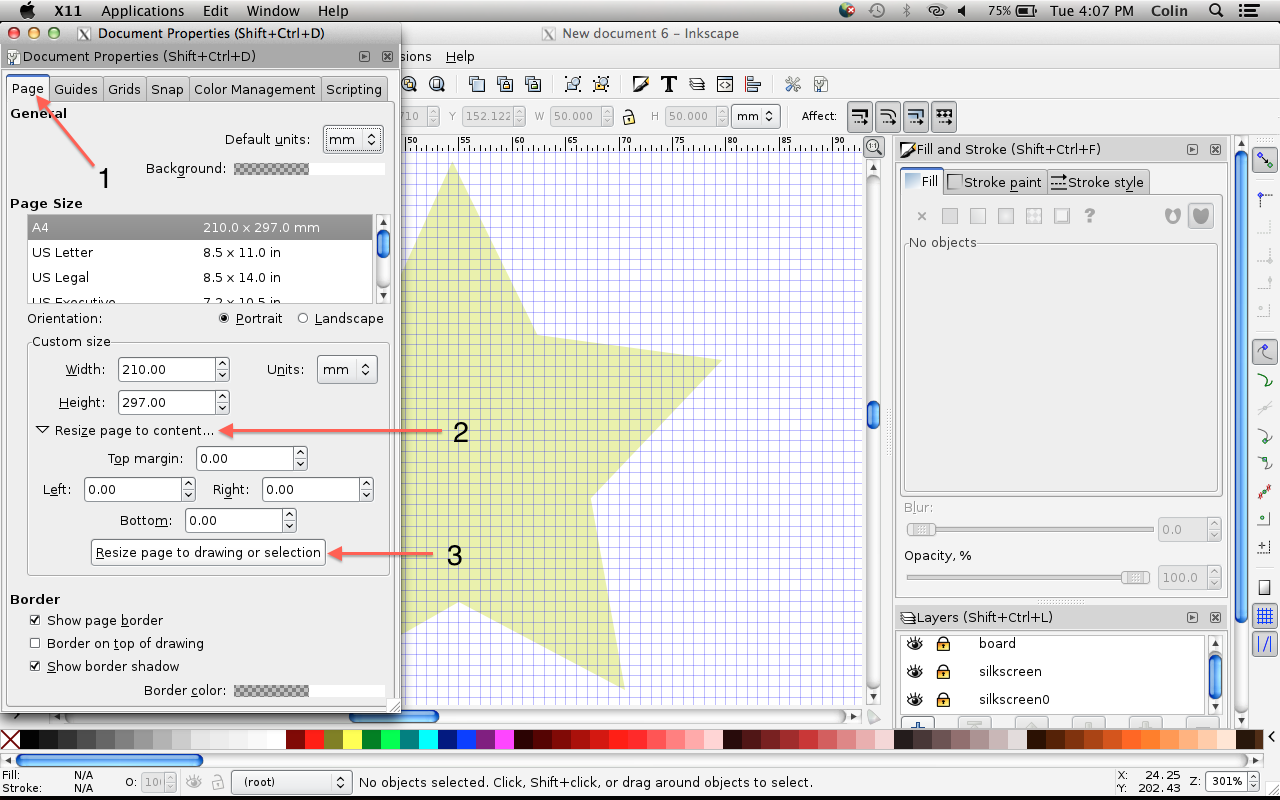 X11 Applications Edit Window Help 75% Tue 4:07 PM Colin
Document Properties (Shift+Ctrl+D) New document 6 – Inkscape
Document Properties (Shift+Ctrl+D) sions Help
Page Guides Grids Snap Color Management Scripting
710 Y 152.122 W 50.000 H 50.000 mm Affect:
General
Default units: mm
Background:
1
50 55 60 65 70 75 80 85 90
Fill and Stroke (Shift+Ctrl+F)
Fill Stroke paint Stroke style
?
No objects
Page Size
A4 210.0 x 297.0 mm
US Letter 8.5 x 11.0 in
US Legal 8.5 x 14.0 in
US Executive 7.2 x 10.5 in
Orientation: Portrait Landscape
Custom size
Width: 210.00 Units: mm
Height: 297.00
Resize page to content...
2
Top margin: 0.00
Left: 0.00 Right: 0.00
Bottom: 0.00
Resize page to drawing or selection
3
Blur:
0.0
Opacity, %
100.0
Border
Show page border
Border on top of drawing
Show border shadow
Border color:
Layers (Shift+Ctrl+L)
board
silkscreen
silkscreen0
Fill: N/A
Stroke: N/A
O: (root) No objects selected. Click, Shift+click, or drag around objects to select.
X: 24.25
Y: 202.43
Z: 301%